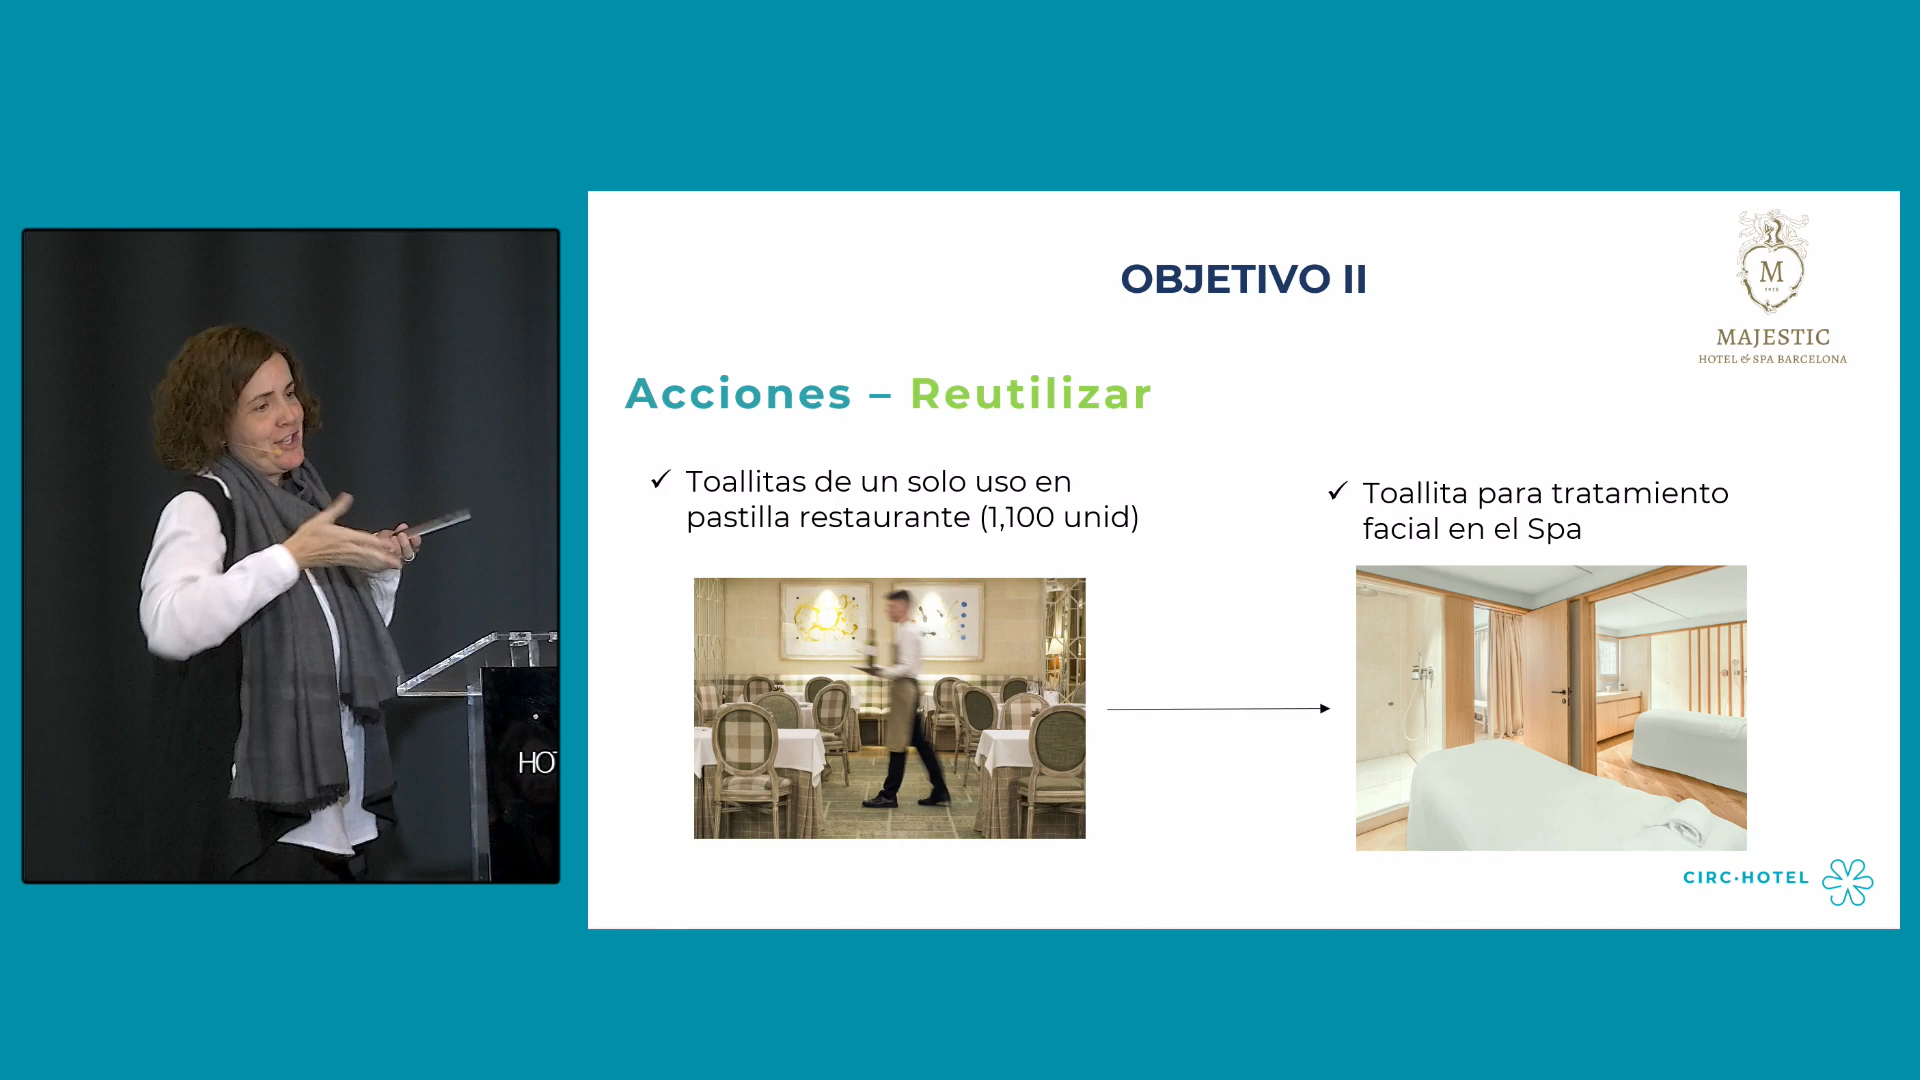 OBJETIVO II
M
MAJESTIC
HOTEL & SPA BARCELONA
Acciones – Reutilizar
✓ Toallitas de un solo uso en
pastilla restaurante (1,100 unid)
✓ Toallita para tratamiento
facial en el Spa
HO
CIRC·HOTEL